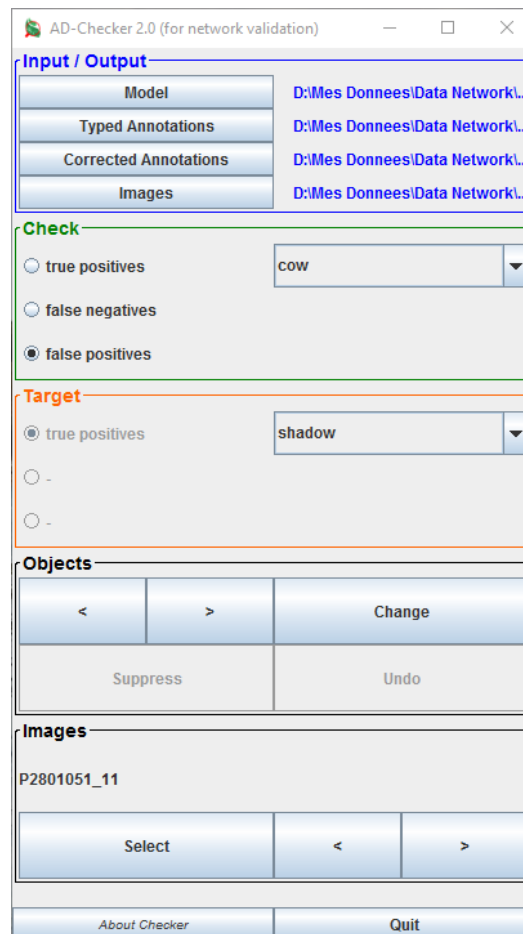 AD-Checker 2.0 (for network validation)
Input / Output
Model D:\Mes Donnees\Data Network\..
Typed Annotations D:\Mes Donnees\Data Network\..
Corrected Annotations D:\Mes Donnees\Data Network\..
Images D:\Mes Donnees\Data Network\..
Check
true positives cow
false negatives
false positives
Target
true positives shadow
-
-
Objects
< > Change
Suppress Undo
Images
P2801051_11
Select < >
About Checker Quit